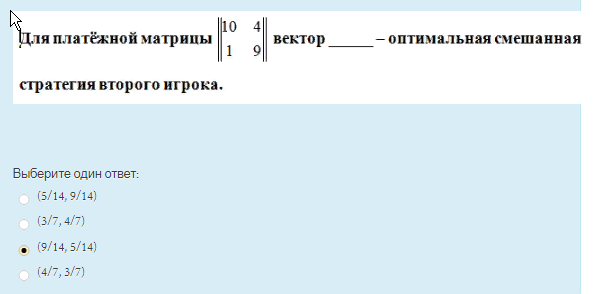 Для платёжной матрицы ‖10 4‖ вектор ______ – оптимальная смешанная
‖1 9‖
стратегия второго игрока.
Выберите один ответ:
(5/14, 9/14)
(3/7, 4/7)
(9/14, 5/14)
(4/7, 3/7)